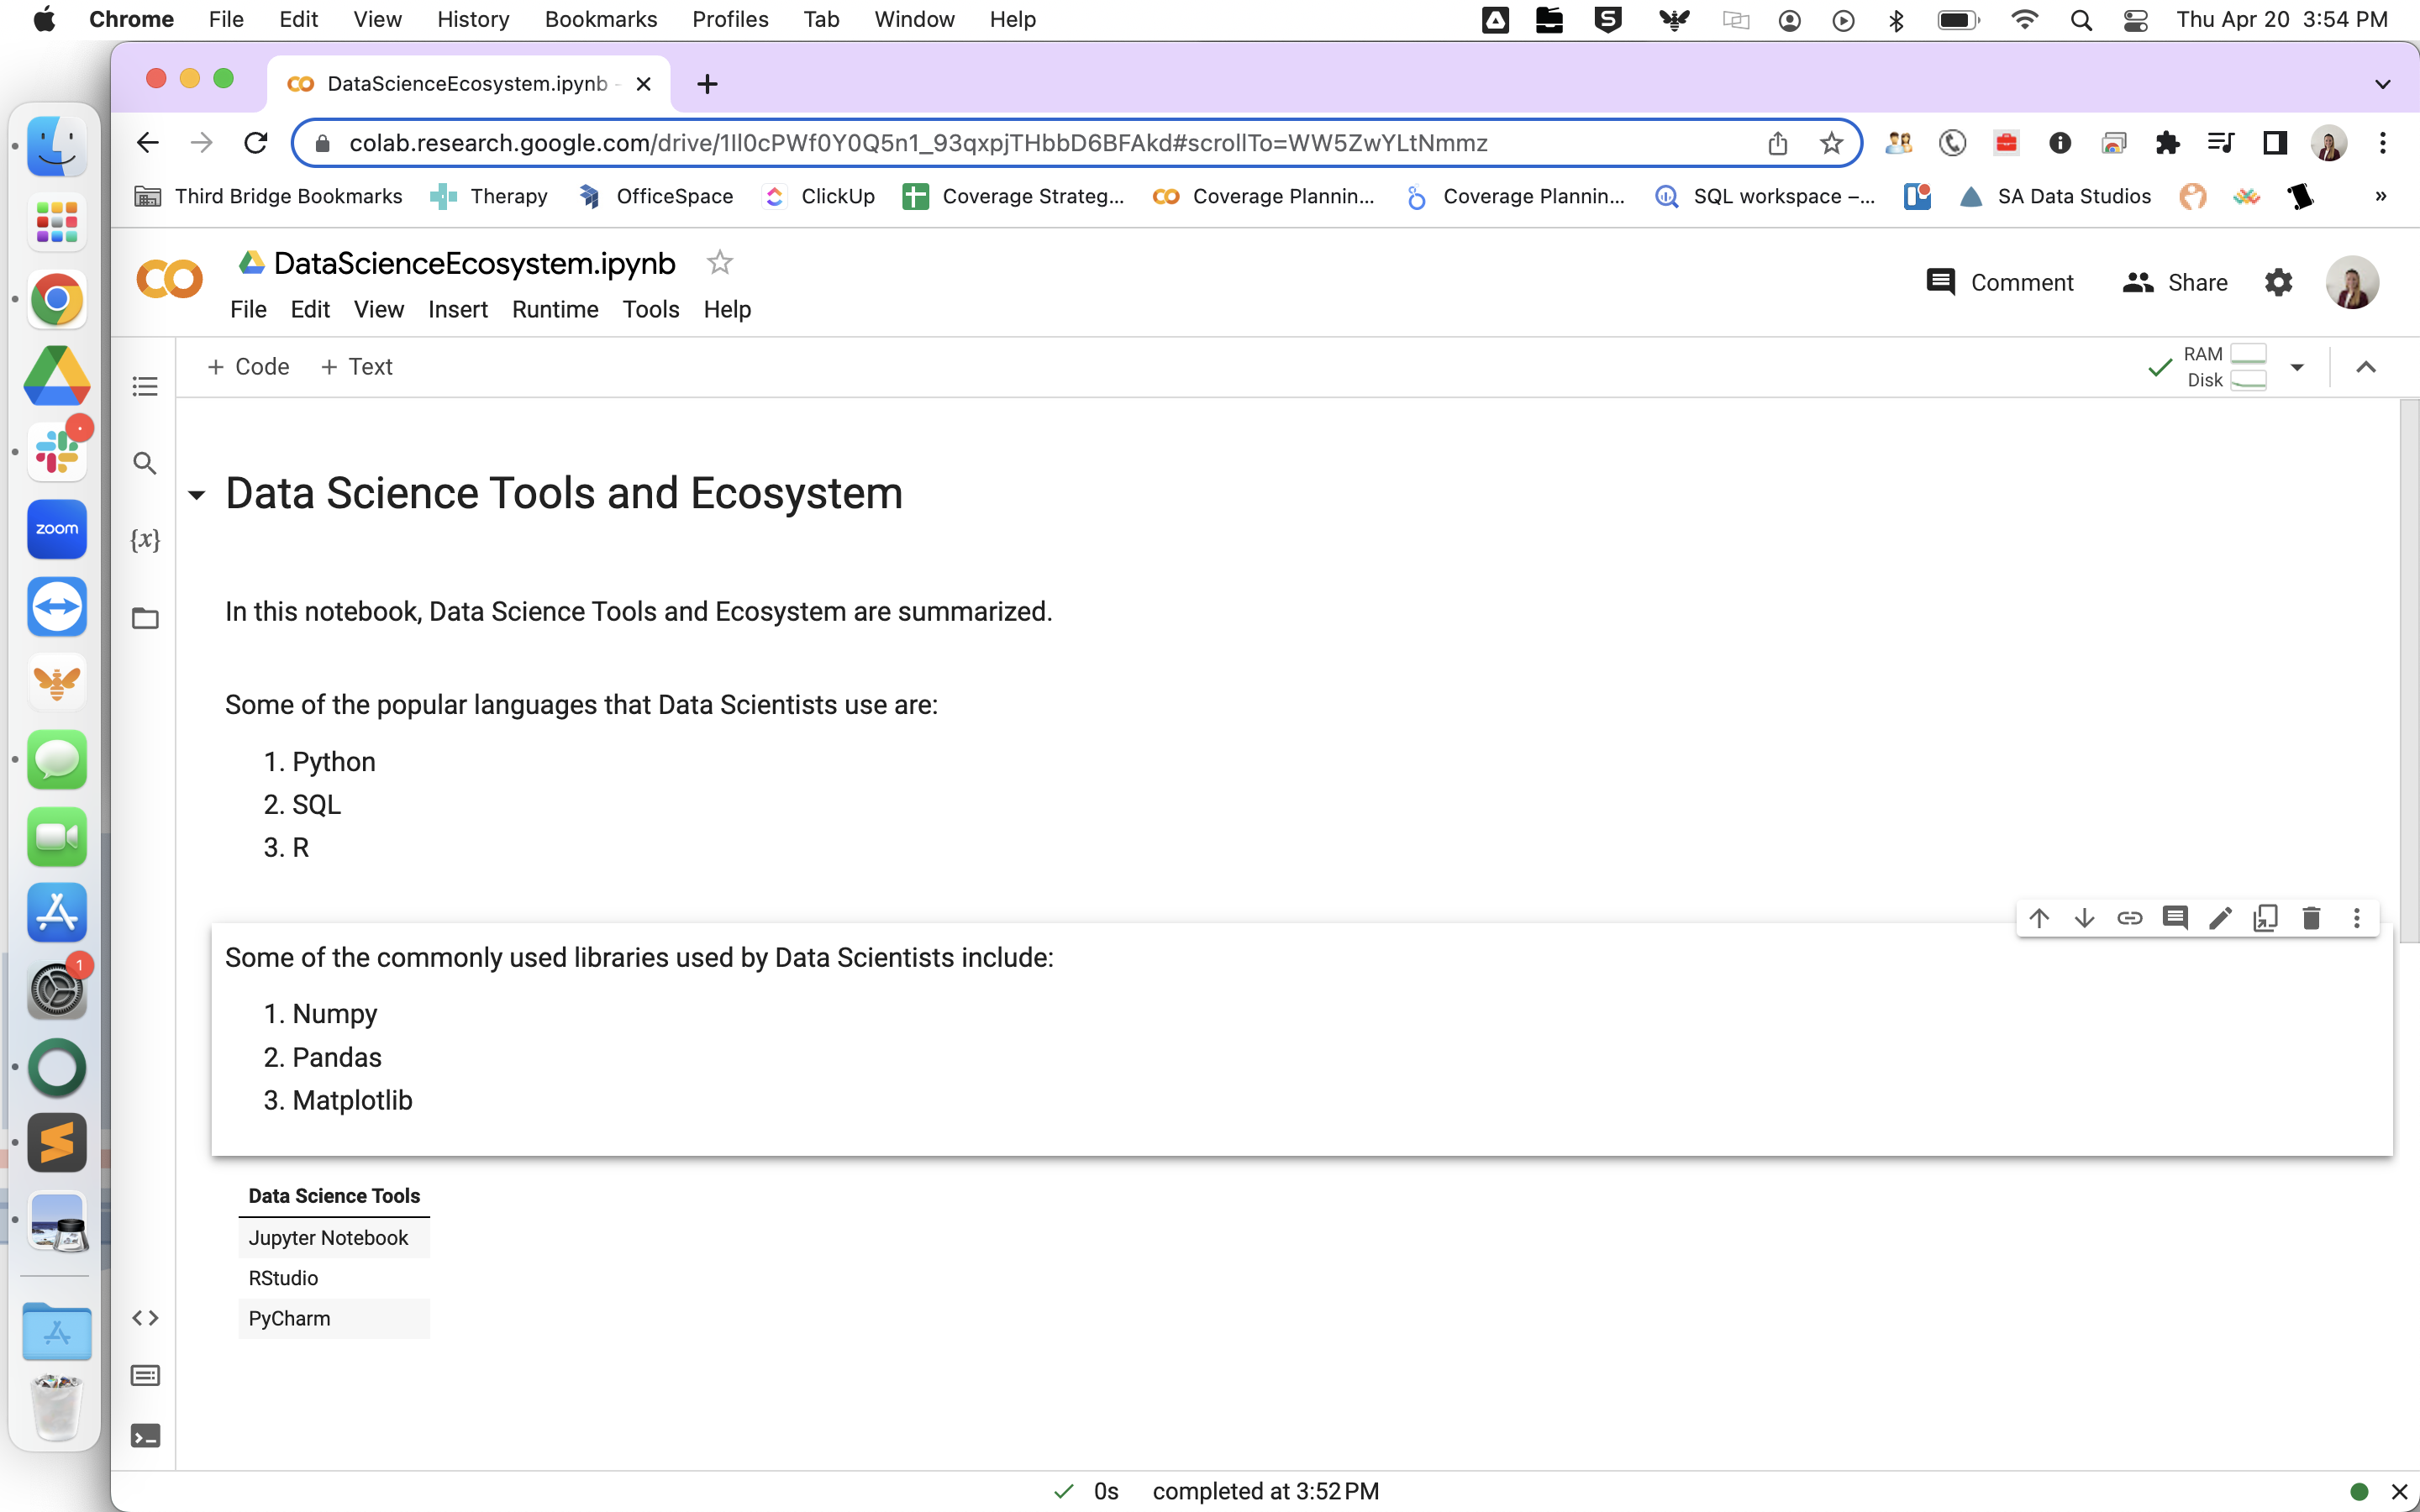 Chrome File Edit View History Bookmarks Profiles Tab Window Help Thu Apr 20 3:54 PM
DataScienceEcosystem.ipynb -
colab.research.google.com/drive/1Il0cPWf0Y0Q5n1_93qxpjTHbbD6BFAkd#scrollTo=WW5ZwYLtNmmz
Third Bridge Bookmarks Therapy OfficeSpace ClickUp Coverage Strateg... Coverage Plannin... Coverage Plannin... SQL workspace –... SA Data Studios »
DataScienceEcosystem.ipynb
File Edit View Insert Runtime Tools Help
Comment Share
+ Code + Text
RAM
Disk
{x}
Data Science Tools and Ecosystem
In this notebook, Data Science Tools and Ecosystem are summarized.
Some of the popular languages that Data Scientists use are:
1. Python
2. SQL
3. R
Some of the commonly used libraries used by Data Scientists include:
1. Numpy
2. Pandas
3. Matplotlib
Data Science Tools
Jupyter Notebook
RStudio
PyCharm
zoom
1
0s completed at 3:52 PM